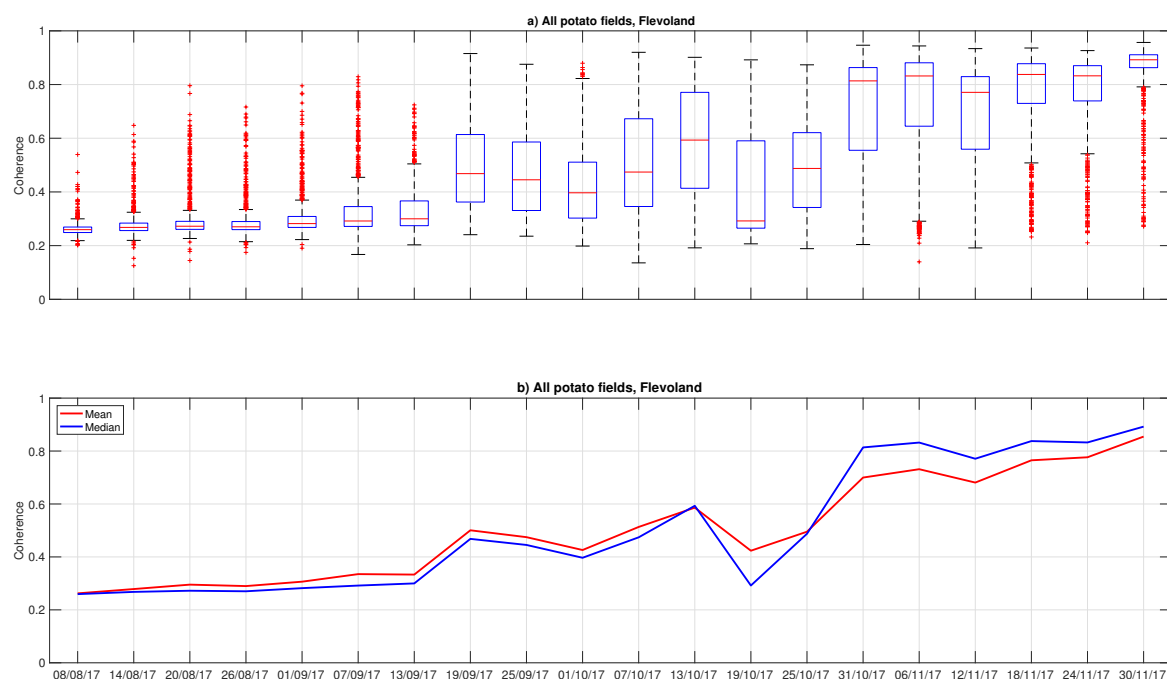 a) All potato fields, Flevoland
1
0.8
0.6
0.4
0.2
0
Coherence
b) All potato fields, Flevoland
Mean
Median
1
0.8
0.6
0.4
0.2
0
Coherence
08/08/17 14/08/17 20/08/17 26/08/17 01/09/17 07/09/17 13/09/17 19/09/17 25/09/17 01/10/17 07/10/17 13/10/17 19/10/17 25/10/17 31/10/17 06/11/17 12/11/17 18/11/17 24/11/17 30/11/17